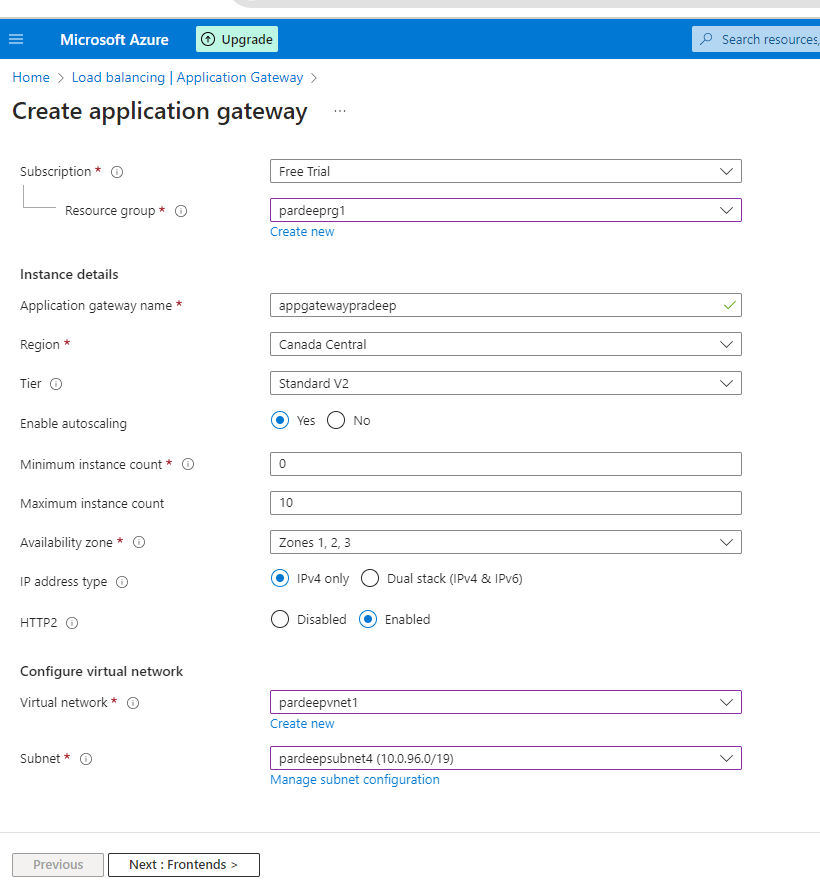 Microsoft Azure Upgrade Search resources,
Home > Load balancing | Application Gateway >
Create application gateway ...
Subscription * Free Trial
Resource group * pardeeprg1
Create new
Instance details
Application gateway name * appgatewaypradeep
Region * Canada Central
Tier Standard V2
Enable autoscaling Yes No
Minimum instance count * 0
Maximum instance count 10
Availability zone * Zones 1, 2, 3
IP address type IPv4 only Dual stack (IPv4 & IPv6)
HTTP2 Disabled Enabled
Configure virtual network
Virtual network * pardeepvnet1
Create new
Subnet * pardeepsubnet4 (10.0.96.0/19)
Manage subnet configuration
Previous Next : Frontends >